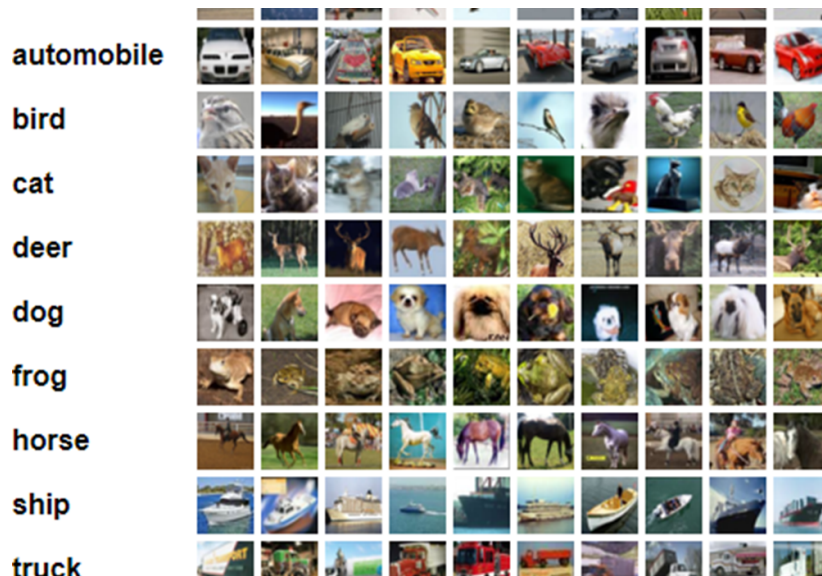 automobile
bird
cat
deer
dog
frog
horse
ship
truck